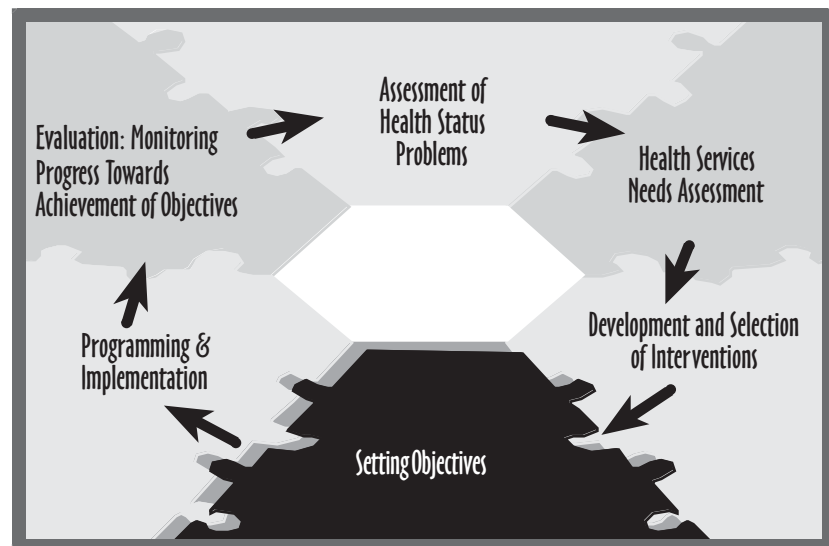 Assessment of
Health Status
Problems
Health Services
Needs Assessment
Development and Selection
of Interventions
Setting Objectives
Programming &
Implementation
Evaluation: Monitoring
Progress Towards
Achievement of Objectives